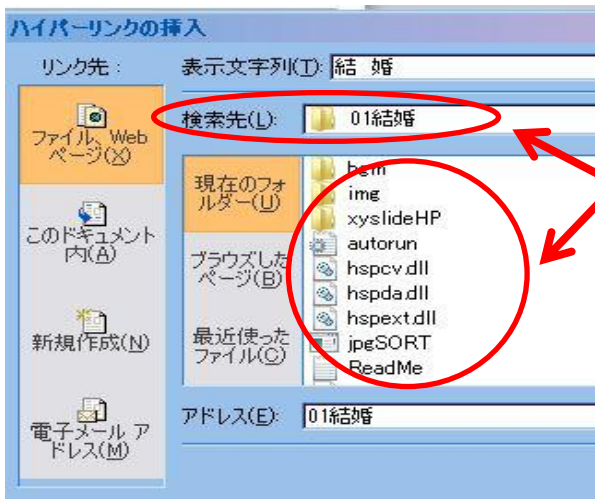 ハイパーリンクの挿入
リンク先：
表示文字列(T): 結 婚
ファイル、Web
ページ(X)
検索先(L):
01結婚
このドキュメント
内(A)
新規作成(N)
電子メール ア
ドレス(M)
現在のフォ
ルダー(U)
ブラウズした
ページ(B)
最近使った
ファイル(C)
bgm
img
xyslideHP
autorun
hspcv.dll
hspda.dll
hspext.dll
jpgSORT
ReadMe
アドレス(E):
01結婚